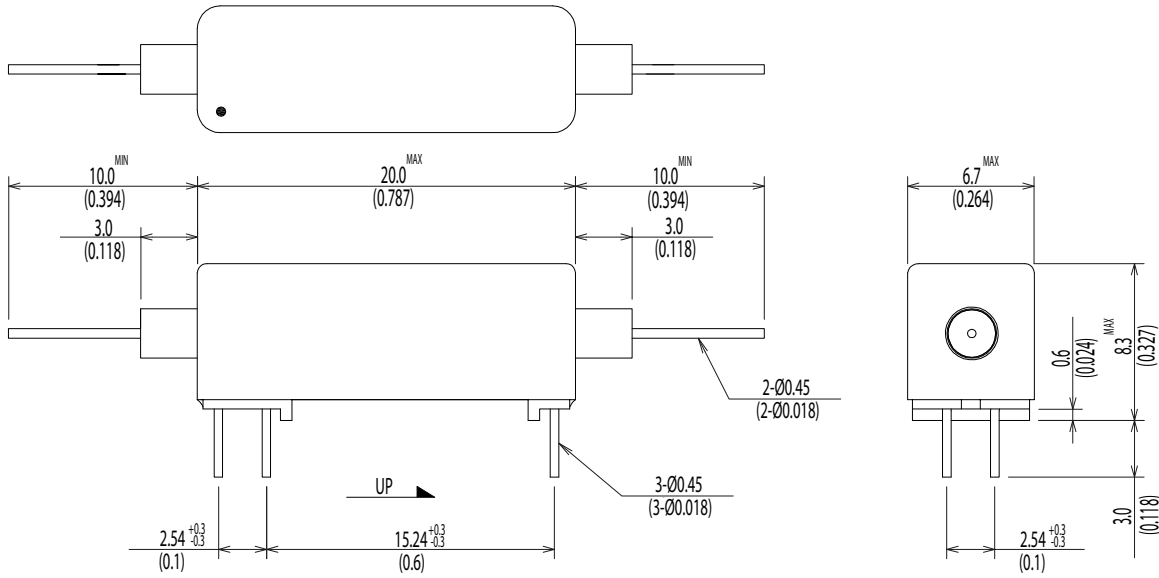 MIN
10.0
(0.394)
MAX
20.0
(0.787)
MIN
10.0
(0.394)
MAX
6.7
(0.264)
3.0
(0.118)
3.0
(0.118)
0.6
(0.024)
MAX
8.3
(0.327)
2-Ø0.45
(2-Ø0.018)
3-Ø0.45
(3-Ø0.018)
UP
3.0
(0.118)
2.54 +0.3 -0.3
(0.1)
15.24 +0.3 -0.3
(0.6)
2.54 +0.3 -0.3
(0.1)